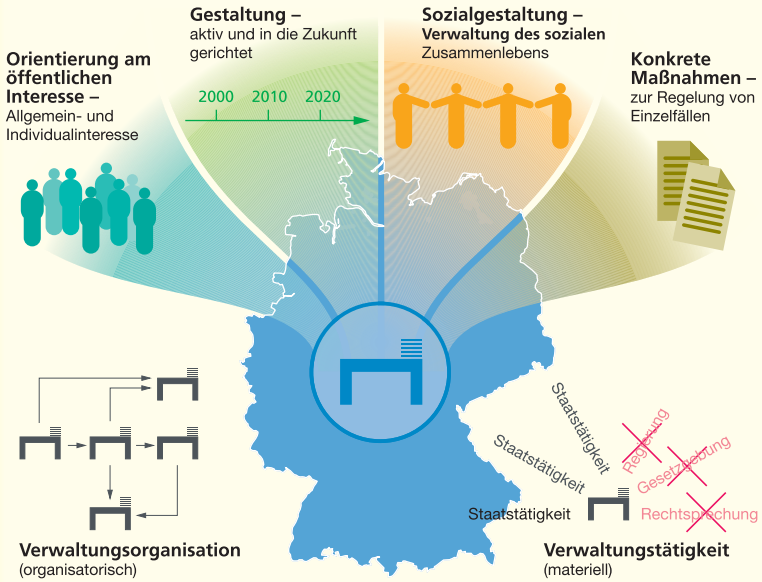 Orientierung am
öffentlichen
Interesse –
Allgemein- und
Individualinteresse
Gestaltung –
aktiv und in die Zukunft
gerichtet
2000 2010 2020
Sozialgestaltung –
Verwaltung des sozialen
Zusammenlebens
Konkrete
Maßnahmen –
zur Regelung von
Einzelfällen
Verwaltungsorganisation
(organisatorisch)
Staatstätigkeit
Staatstätigkeit
Staatstätigkeit
Regierung
Gesetzgebung
Rechtsprechung
Verwaltungstätigkeit
(materiell)